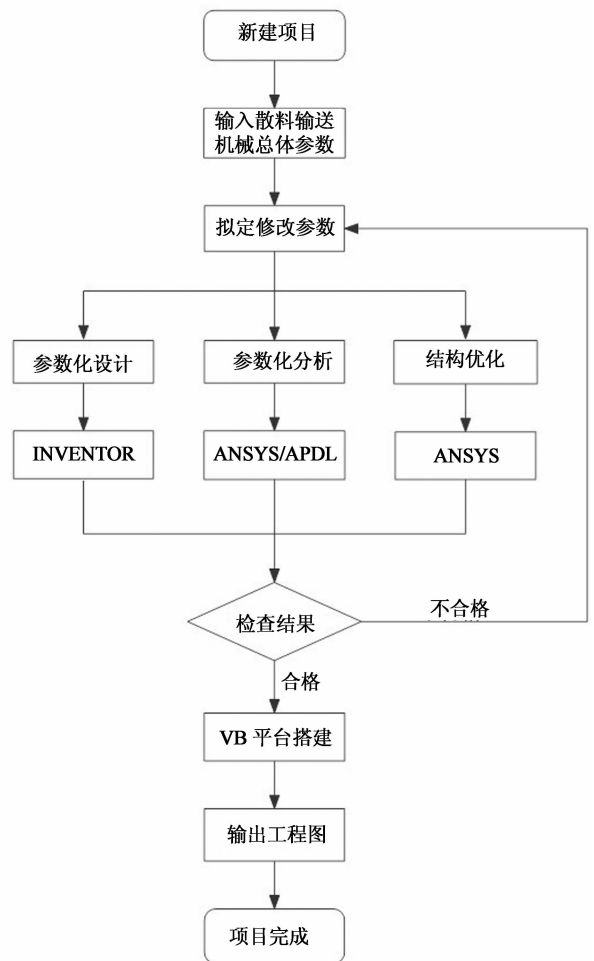 新建项目
输入散料输送
机械总体参数
拟定修改参数
参数化设计
参数化分析
结构优化
INVENTOR
ANSYS/APDL
ANSYS
检查结果
不合格
合格
VB 平台搭建
输出工程图
项目完成